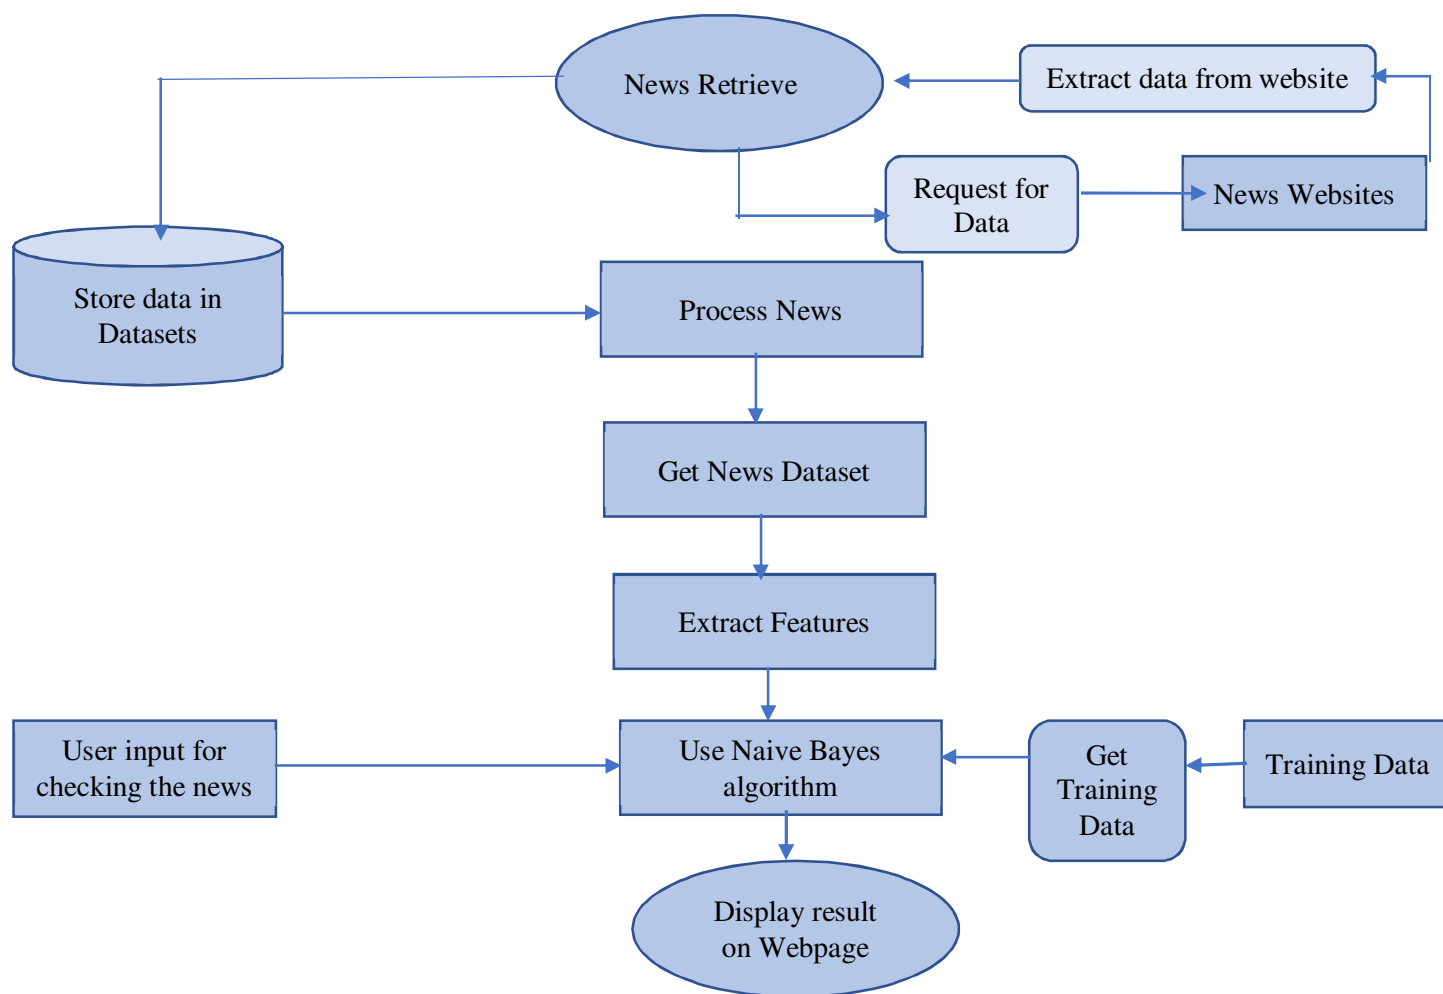 News Retrieve
Extract data from website
Request for
Data
News Websites
Store data in
Datasets
Process News
Get News Dataset
Extract Features
User input for
checking the news
Use Naive Bayes
algorithm
Get
Training
Data
Training Data
Display result
on Webpage